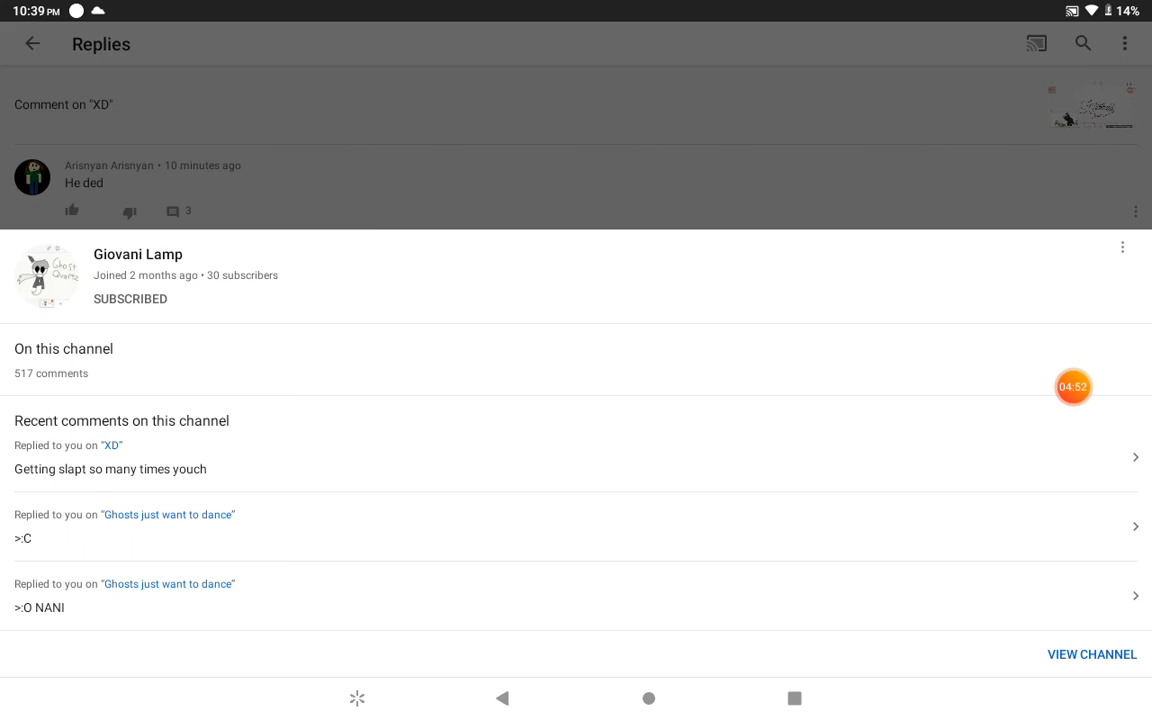 10:39 PM
14%
Replies
Comment on "XD"
Arisnyan Arisnyan • 10 minutes ago
He ded
3
Giovani Lamp
Joined 2 months ago • 30 subscribers
SUBSCRIBED
Ghost
On this channel
517 comments
04:52
Recent comments on this channel
Replied to you on "XD"
Getting slapt so many times youch
Replied to you on "Ghosts just want to dance"
>:C
Replied to you on "Ghosts just want to dance"
>:O NANI
VIEW CHANNEL